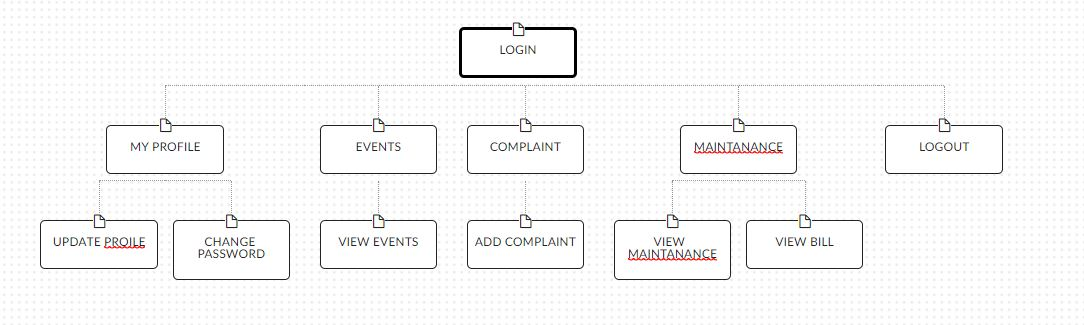 LOGIN
MY PROFILE
EVENTS
COMPLAINT
MAINTANANCE
LOGOUT
UPDATE PROILE
CHANGE
PASSWORD
VIEW EVENTS
ADD COMPLAINT
VIEW
MAINTANANCE
VIEW BILL